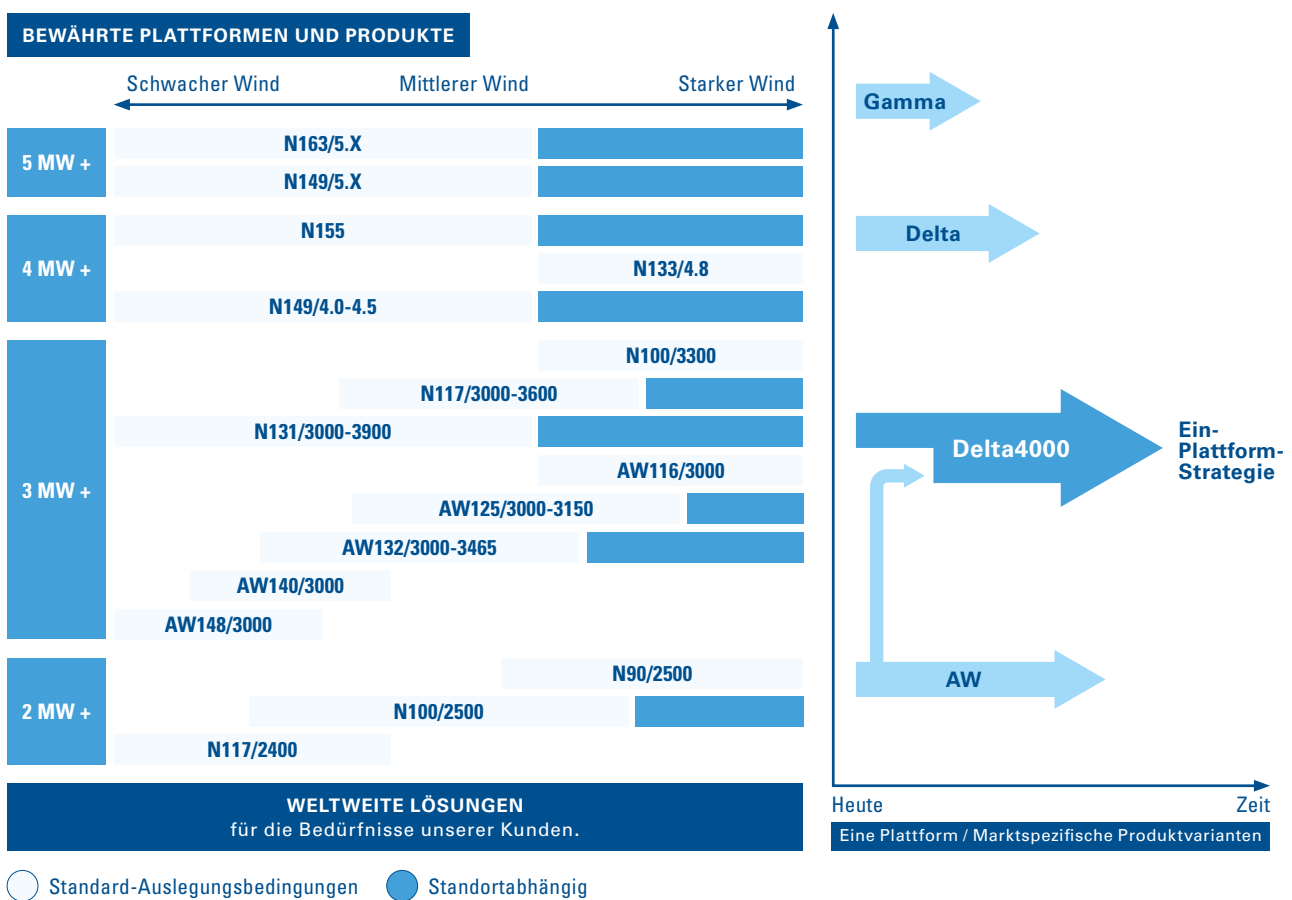 BEWÄHRTE PLATTFORMEN UND PRODUKTE
Schwacher Wind
Mittlerer Wind
Starker Wind
5 MW +
N163/5.X
N149/5.X
4 MW +
N155
N133/4.8
N149/4.0-4.5
3 MW +
N100/3300
N117/3000-3600
N131/3000-3900
AW116/3000
AW125/3000-3150
AW132/3000-3465
AW140/3000
AW148/3000
2 MW +
N90/2500
N100/2500
N117/2400
WELTWEITE LÖSUNGEN
für die Bedürfnisse unserer Kunden.
Standard-Auslegungsbedingungen
Standortabhängig
Gamma
Delta
Delta4000
Ein-
Plattform-
Strategie
AW
Heute
Zeit
Eine Plattform / Marktspezifische Produktvarianten